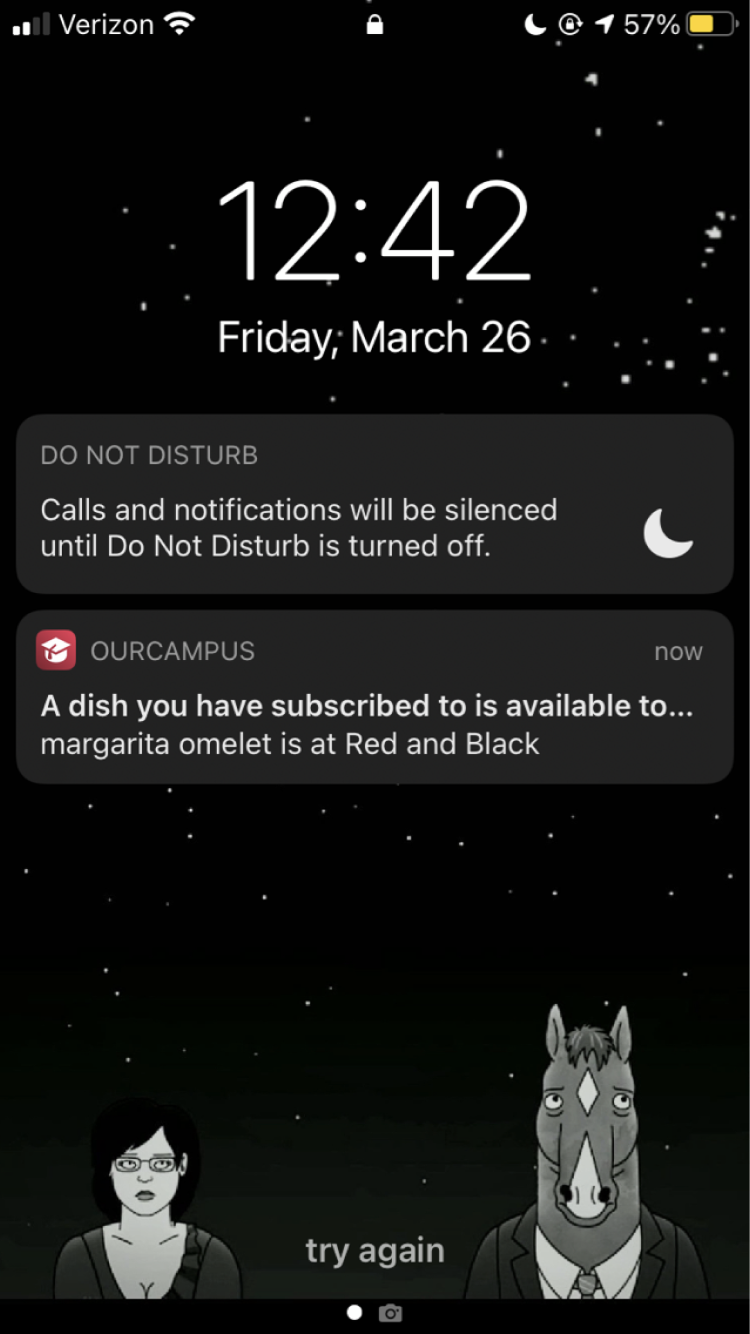 Verizon 57%
12:42
Friday, March 26
DO NOT DISTURB
Calls and notifications will be silenced
until Do Not Disturb is turned off.
OURCAMPUS now
A dish you have subscribed to is available to...
margarita omelet is at Red and Black
try again